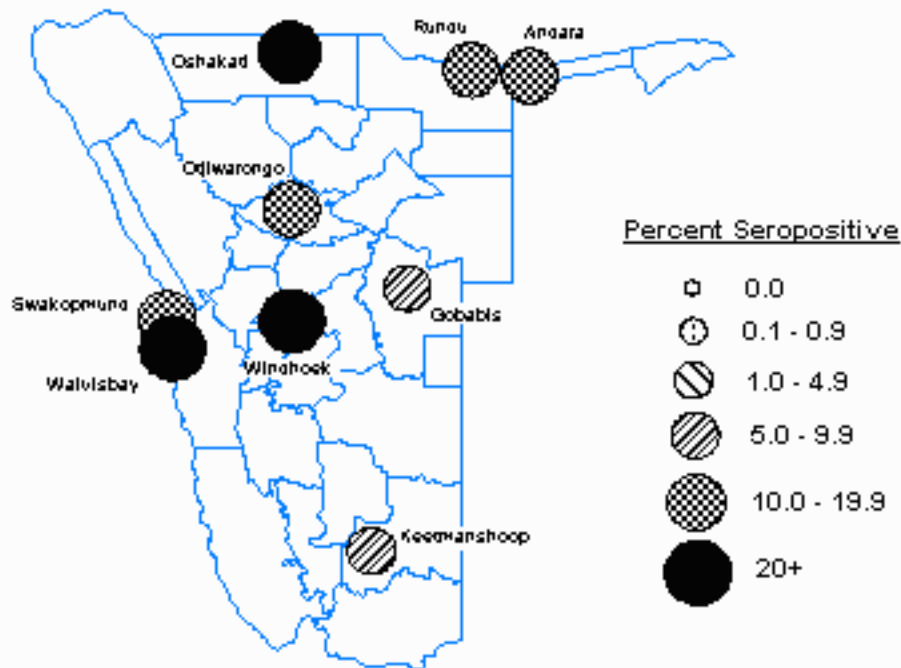 Rundu
Andara
Oshakati
Otjiwarongo
Percent Seropositive
0.0
Swakopmund
Gobabis
0.1 - 0.9
Walvisbay
Windhoek
1.0 - 4.9
5.0 - 9.9
10.0 - 19.9
Keetmanshoop
20+